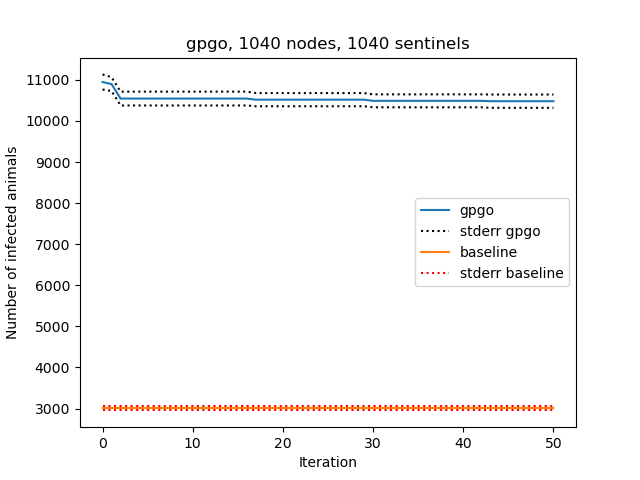 gpgo, 1040 nodes, 1040 sentinels
Number of infected animals
11000
10000
9000
8000
7000
6000
5000
4000
3000
gpgo
stderr gpgo
baseline
stderr baseline
0 10 20 30 40 50
Iteration